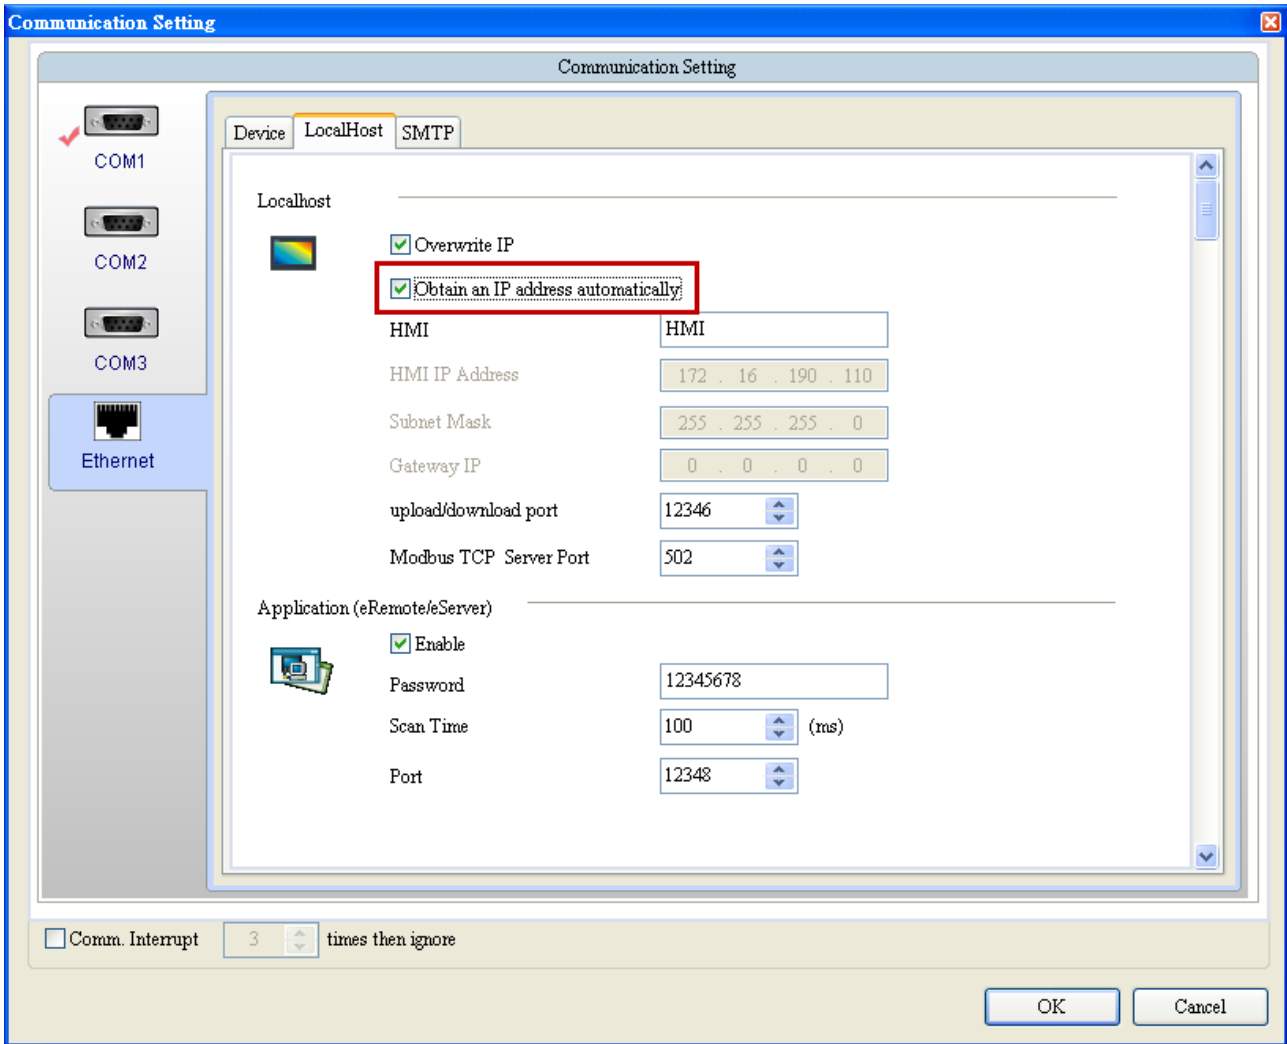 Communication Setting
Communication Setting
COM1
COM2
COM3
Ethernet
Device LocalHost SMTP
Localhost
Overwrite IP
Obtain an IP address automatically
HMI HMI
HMI IP Address 172 . 16 . 190 . 110
Subnet Mask 255 . 255 . 255 . 0
Gateway IP 0 . 0 . 0 . 0
upload/download port 12346
Modbus TCP Server Port 502
Application (eRemote/eServer)
Enable
Password 12345678
Scan Time 100 (ms)
Port 12348
Comm. Interrupt 3 times then ignore
OK Cancel